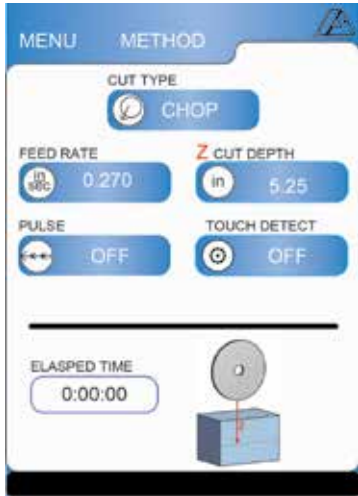 MENU METHOD
CUT TYPE
CHOP
FEED RATE
Z CUT DEPTH
in
sec
0.270
in
5.25
PULSE
TOUCH DETECT
OFF
OFF
ELASPED TIME
0:00:00